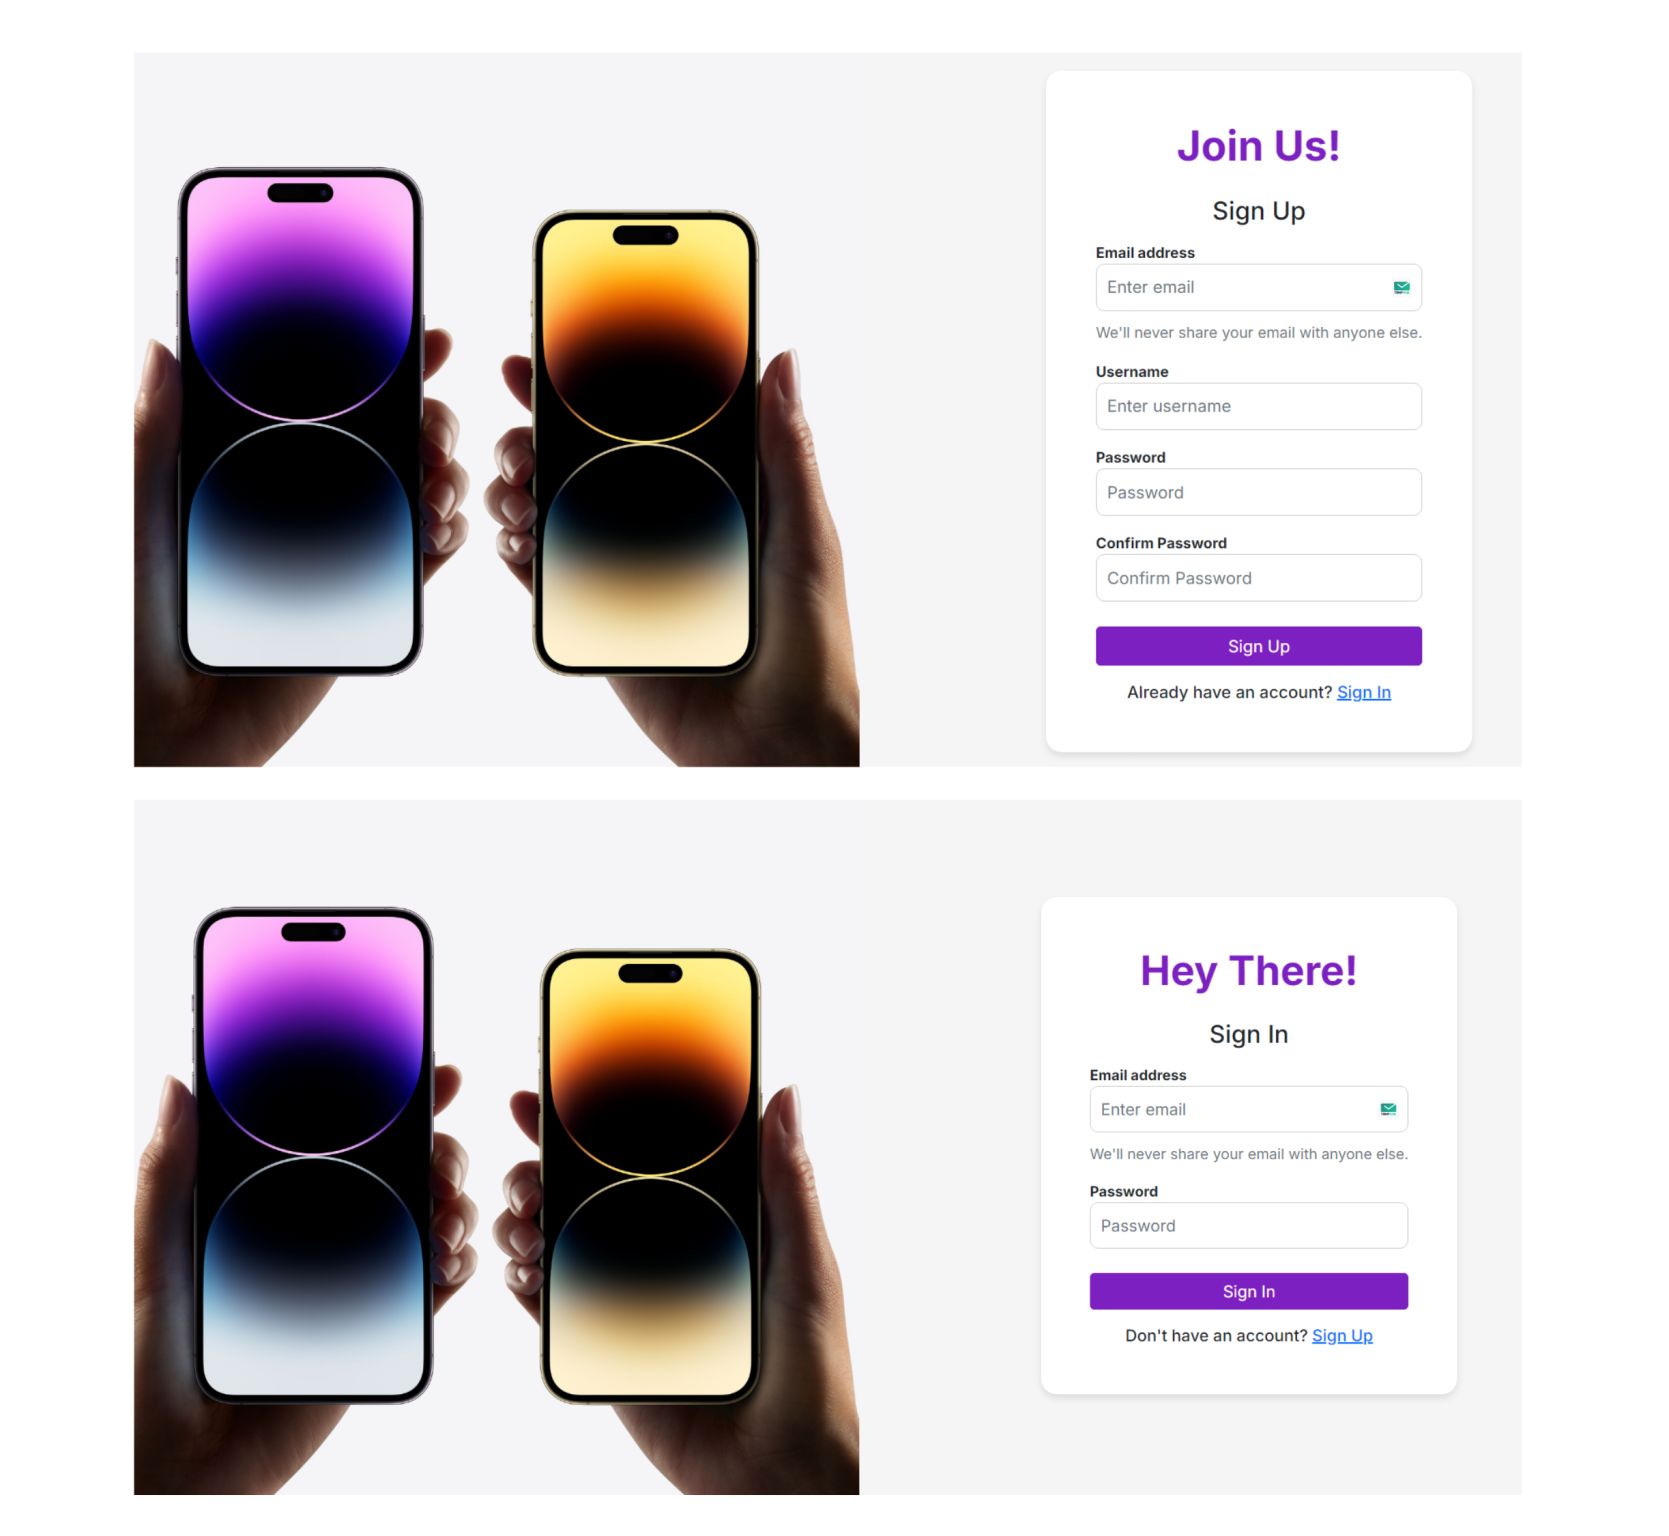 Join Us!
Sign Up
Email address
Enter email
We'll never share your email with anyone else.
Username
Enter username
Password
Password
Confirm Password
Confirm Password
Sign Up
Already have an account? Sign In
Hey There!
Sign In
Email address
Enter email
We'll never share your email with anyone else.
Password
Password
Sign In
Don't have an account? Sign Up